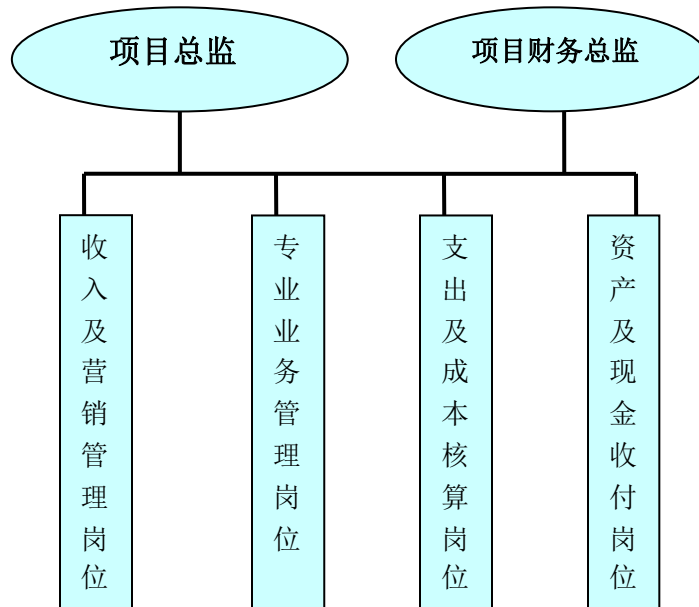 项目总监
项目财务总监
收入及营销管理岗位
专业业务管理岗位
支出及成本核算岗位
资产及现金收付岗位